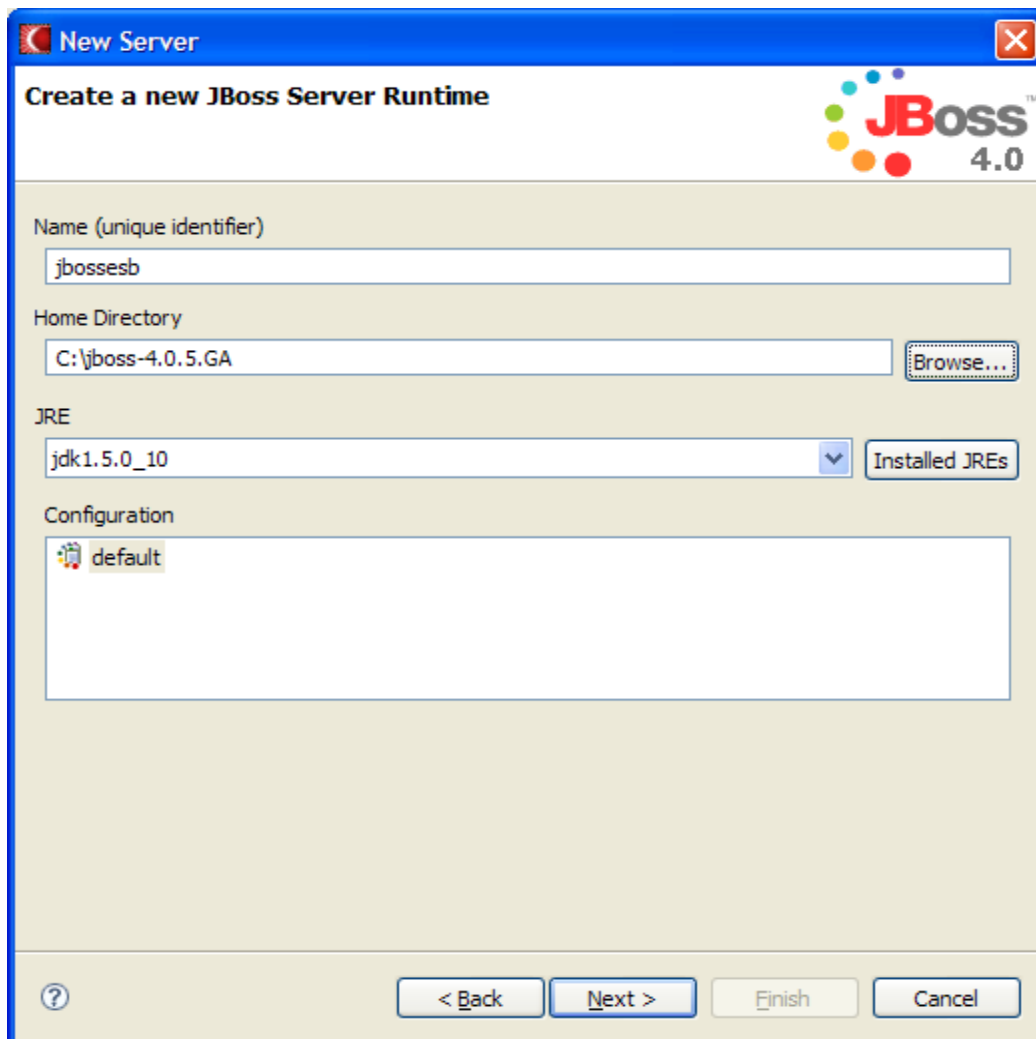 New Server
Create a new JBoss Server Runtime
JBoss™
4.0
Name (unique identifier)
jbossesb
Home Directory
C:\jboss-4.0.5.GA
Browse...
JRE
jdk1.5.0_10
Installed JREs
Configuration
default
?
< Back Next > Finish Cancel